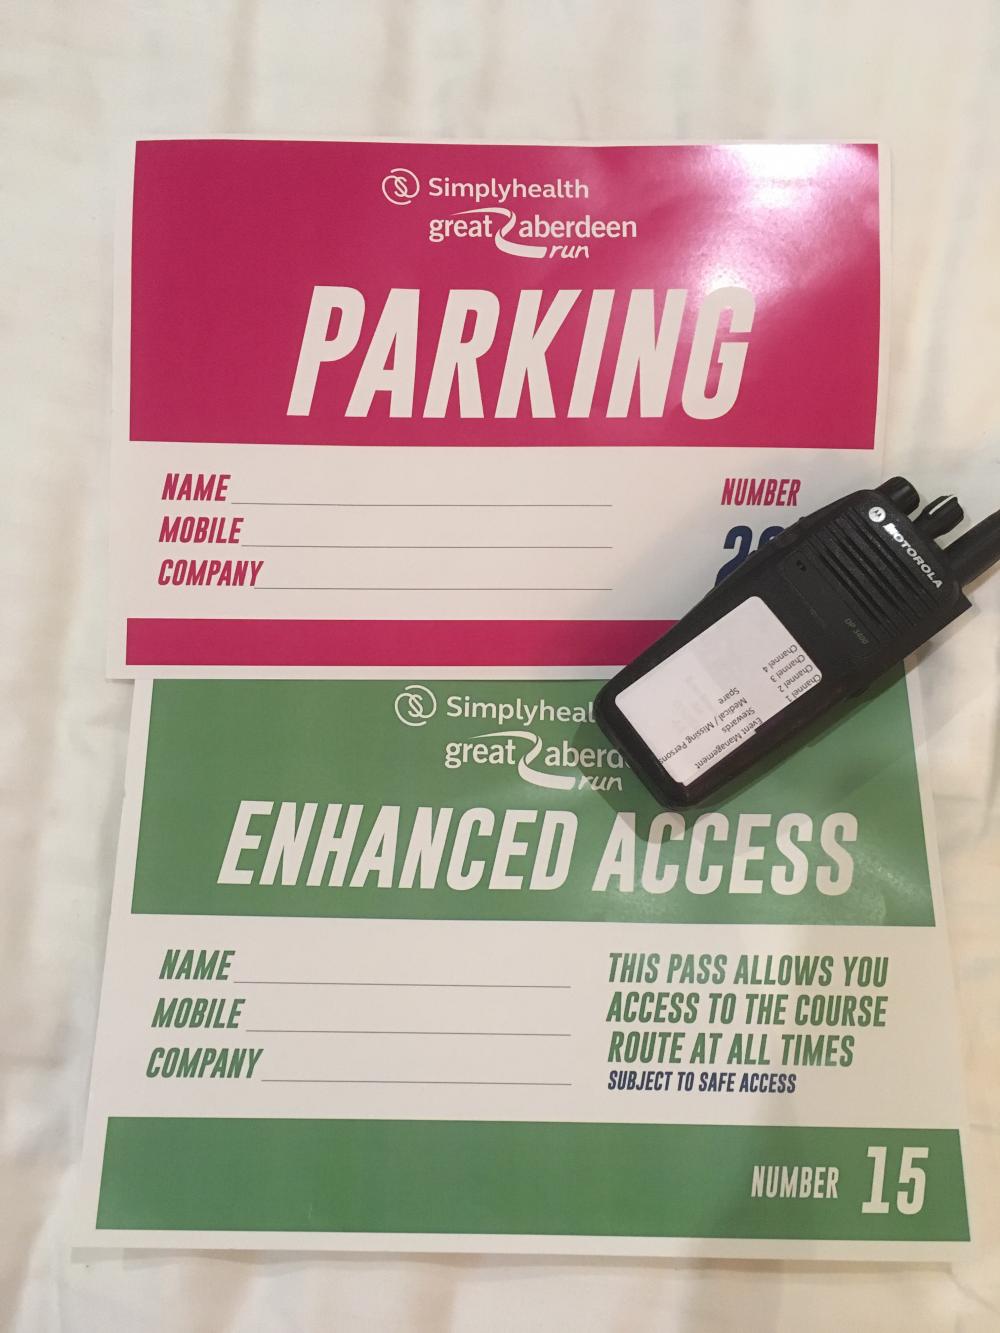 Simplyhealth
great aberdeen
run
PARKING
NAME
MOBILE
COMPANY
NUMBER
MOTOROLA
DP 3400
Channel 1 Event Management
Channel 2 Stewards
Channel 3 Medical / Missing Persons
Channel 4 Spare
great
run
ENHANCED ACCESS
NAME
MOBILE
COMPANY
THIS PASS ALLOWS YOU
ACCESS TO THE COURSE
ROUTE AT ALL TIMES
SUBJECT TO SAFE ACCESS
NUMBER 15